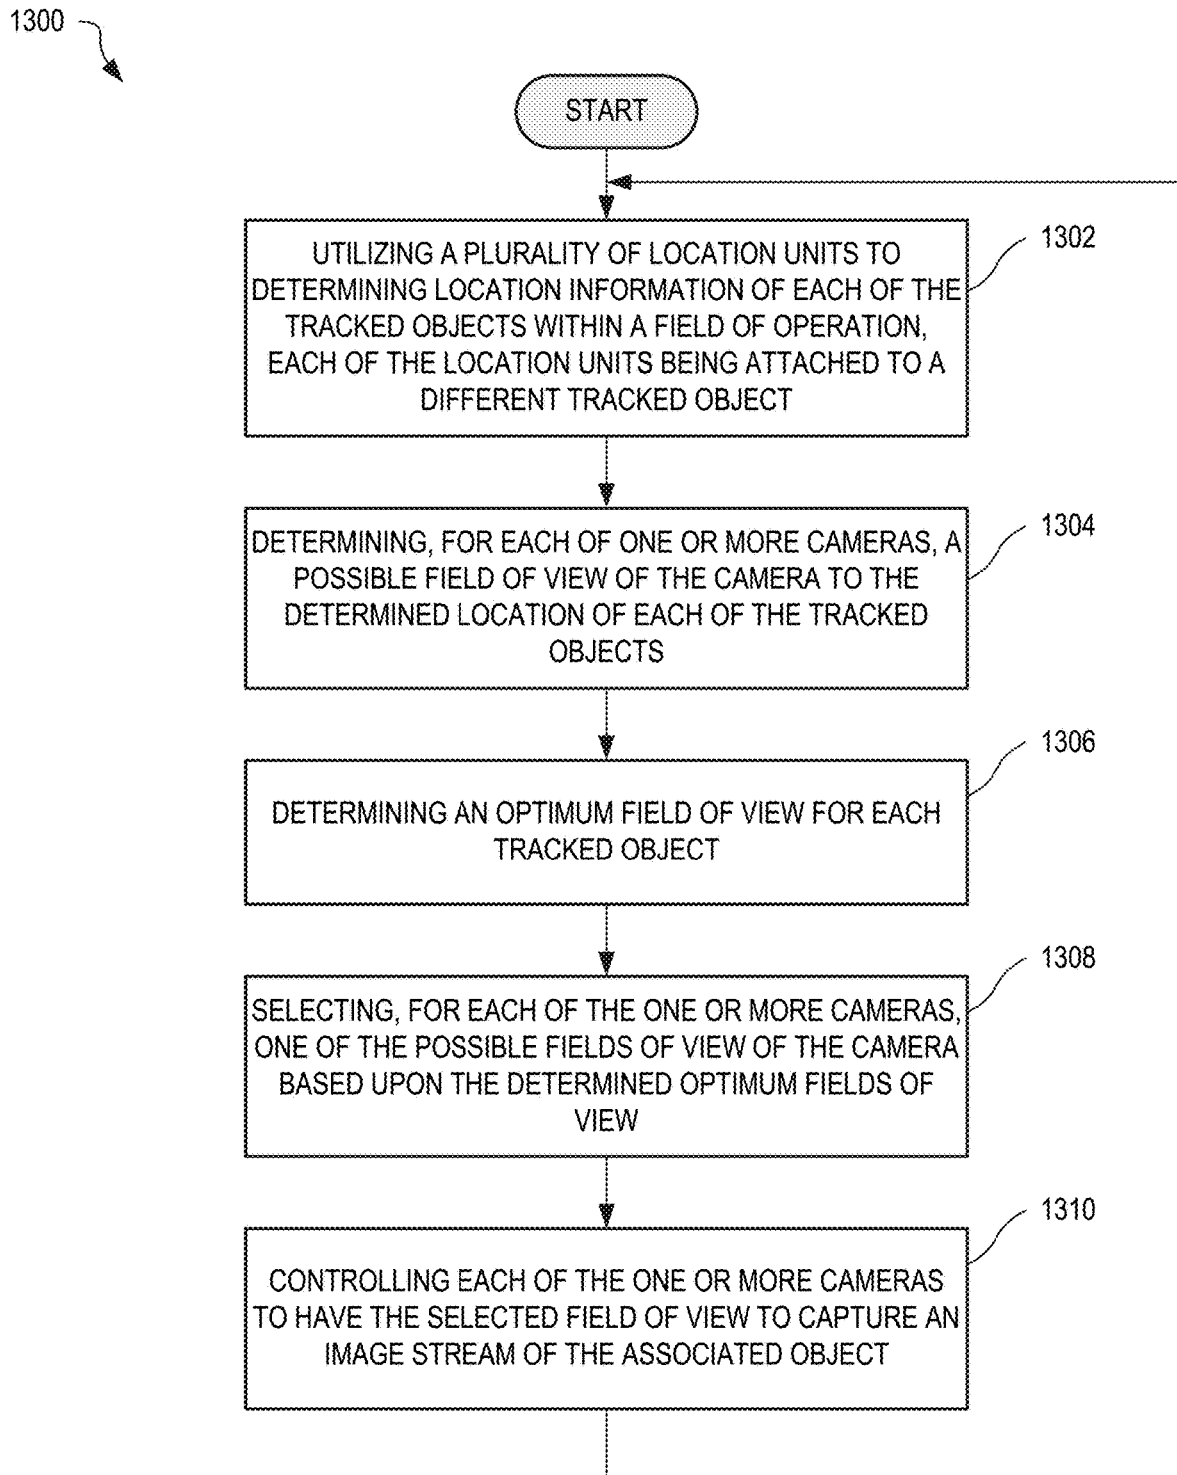 1300
START
1302
UTILIZING A PLURALITY OF LOCATION UNITS TO
DETERMINING LOCATION INFORMATION OF EACH OF THE
TRACKED OBJECTS WITHIN A FIELD OF OPERATION,
EACH OF THE LOCATION UNITS BEING ATTACHED TO A
DIFFERENT TRACKED OBJECT
1304
DETERMINING, FOR EACH OF ONE OR MORE CAMERAS, A
POSSIBLE FIELD OF VIEW OF THE CAMERA TO THE
DETERMINED LOCATION OF EACH OF THE TRACKED
OBJECTS
1306
DETERMINING AN OPTIMUM FIELD OF VIEW FOR EACH
TRACKED OBJECT
1308
SELECTING, FOR EACH OF THE ONE OR MORE CAMERAS,
ONE OF THE POSSIBLE FIELDS OF VIEW OF THE CAMERA
BASED UPON THE DETERMINED OPTIMUM FIELDS OF
VIEW
1310
CONTROLLING EACH OF THE ONE OR MORE CAMERAS
TO HAVE THE SELECTED FIELD OF VIEW TO CAPTURE AN
IMAGE STREAM OF THE ASSOCIATED OBJECT